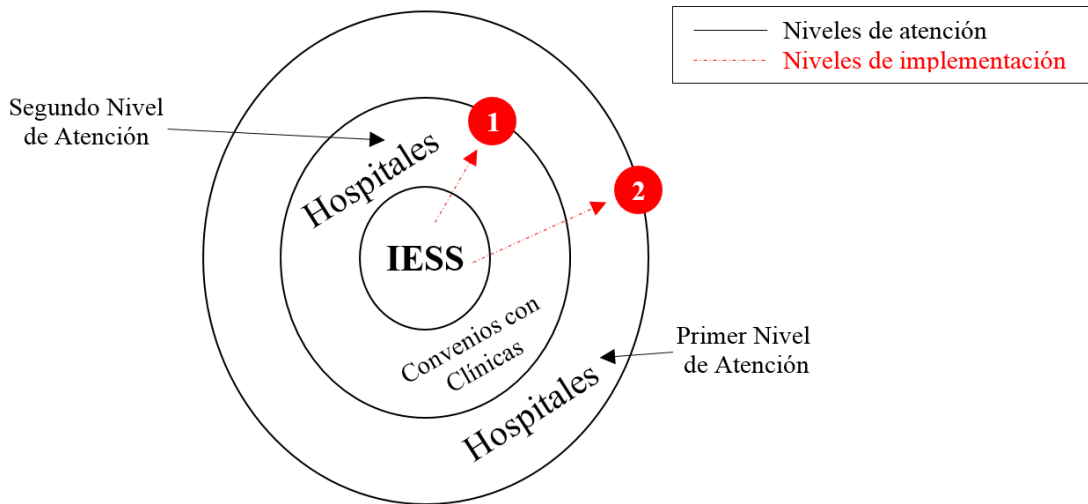 Niveles de atención
Niveles de implementación
Segundo Nivel
de Atención
1
Hospitales
2
IESS
Convenios con
Clínicas
Primer Nivel
de Atención
Hospitales